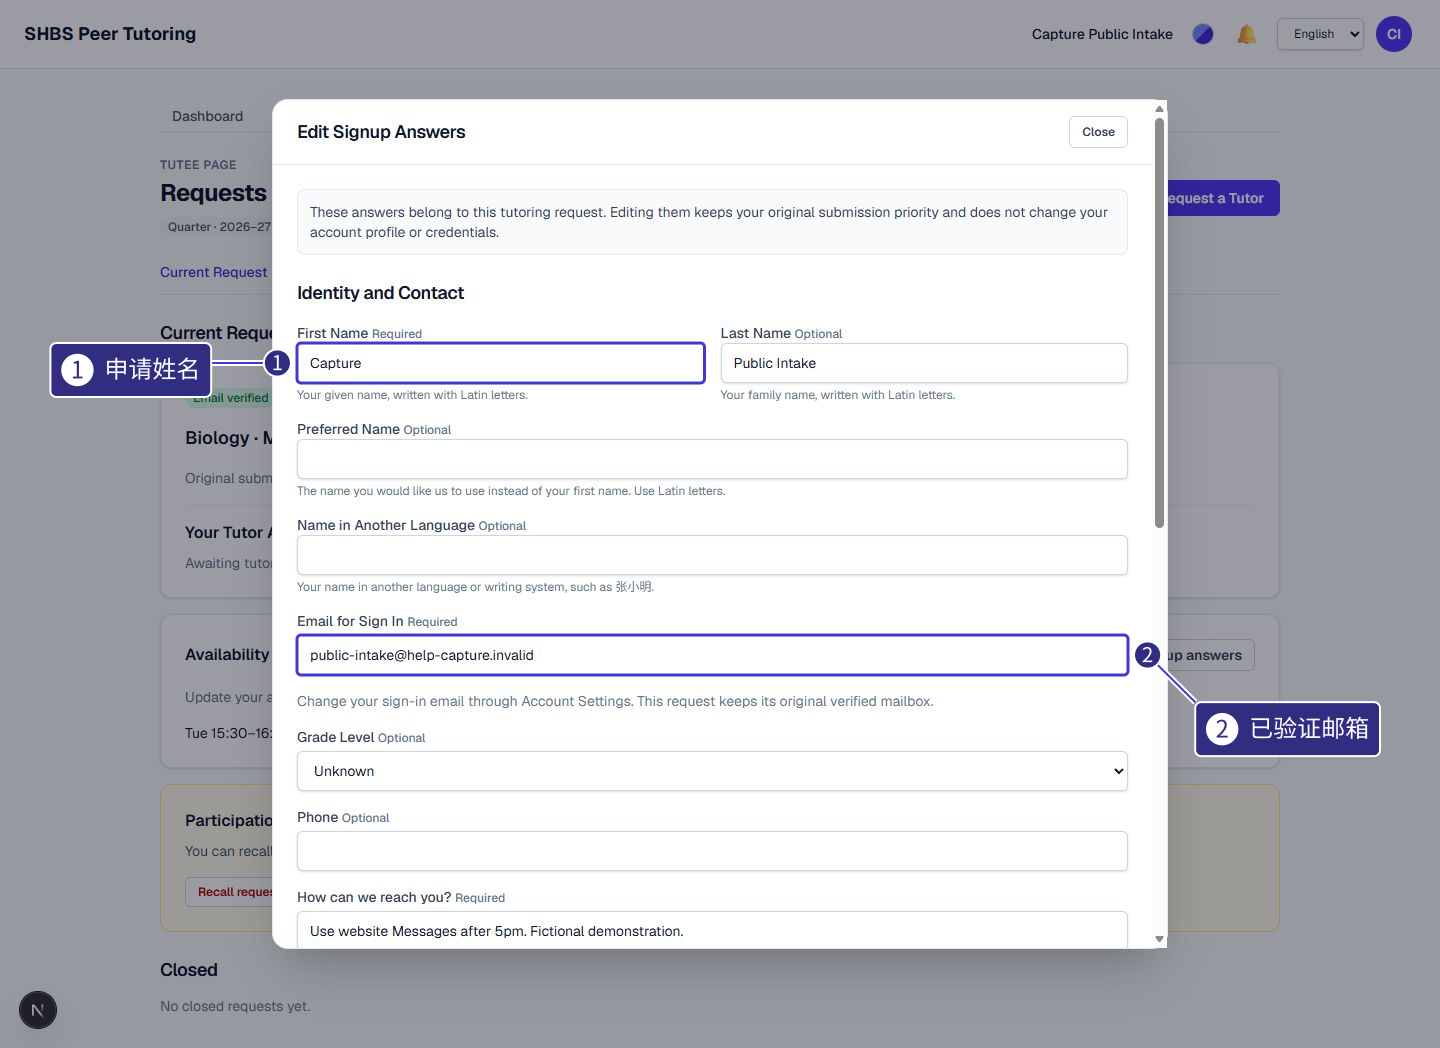 SHBS Peer Tutoring
Capture Public Intake
English
CI
Dashboard
TUTEE PAGE
Requests
Quarter · 2026–27
equest a Tutor
Current Request
Current Reque
Email verified
Biology · M
Original subm
Your Tutor A
Awaiting tutor
Availability
up answers
Update your a
Tue 15:30–16:
Participatio
You can recall
Recall reques
Closed
No closed requests yet.
N
Edit Signup Answers
Close
These answers belong to this tutoring request. Editing them keeps your original submission priority and does not change your
account profile or credentials.
Identity and Contact
First Name Required
Last Name Optional
Capture
Public Intake
Your given name, written with Latin letters.
Your family name, written with Latin letters.
Preferred Name Optional
The name you would like us to use instead of your first name. Use Latin letters.
Name in Another Language Optional
Your name in another language or writing system, such as 张小明.
Email for Sign In Required
public-intake@help-capture.invalid
Change your sign-in email through Account Settings. This request keeps its original verified mailbox.
Grade Level Optional
Unknown
Phone Optional
How can we reach you? Required
Use website Messages after 5pm. Fictional demonstration.
1 申请姓名
1
2
2 已验证邮箱